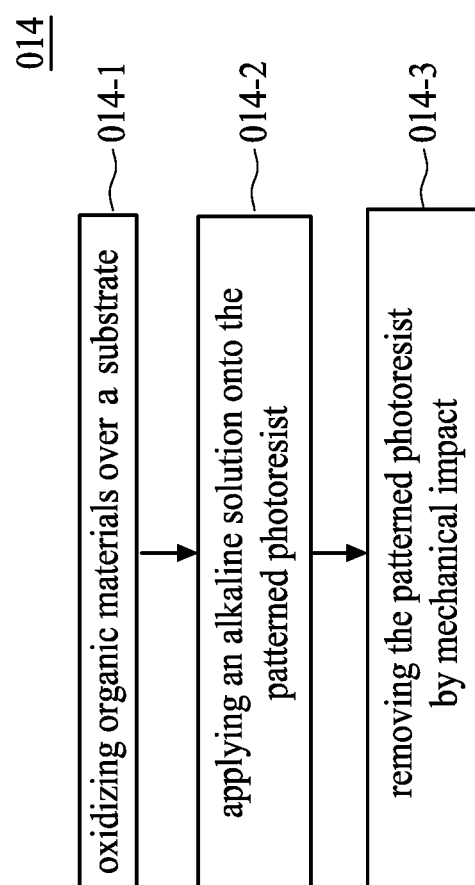 014
oxidizing organic materials over a substrate
014-1
applying an alkaline solution onto the
patterned photoresist
014-2
removing the patterned photoresist
by mechanical impact
014-3